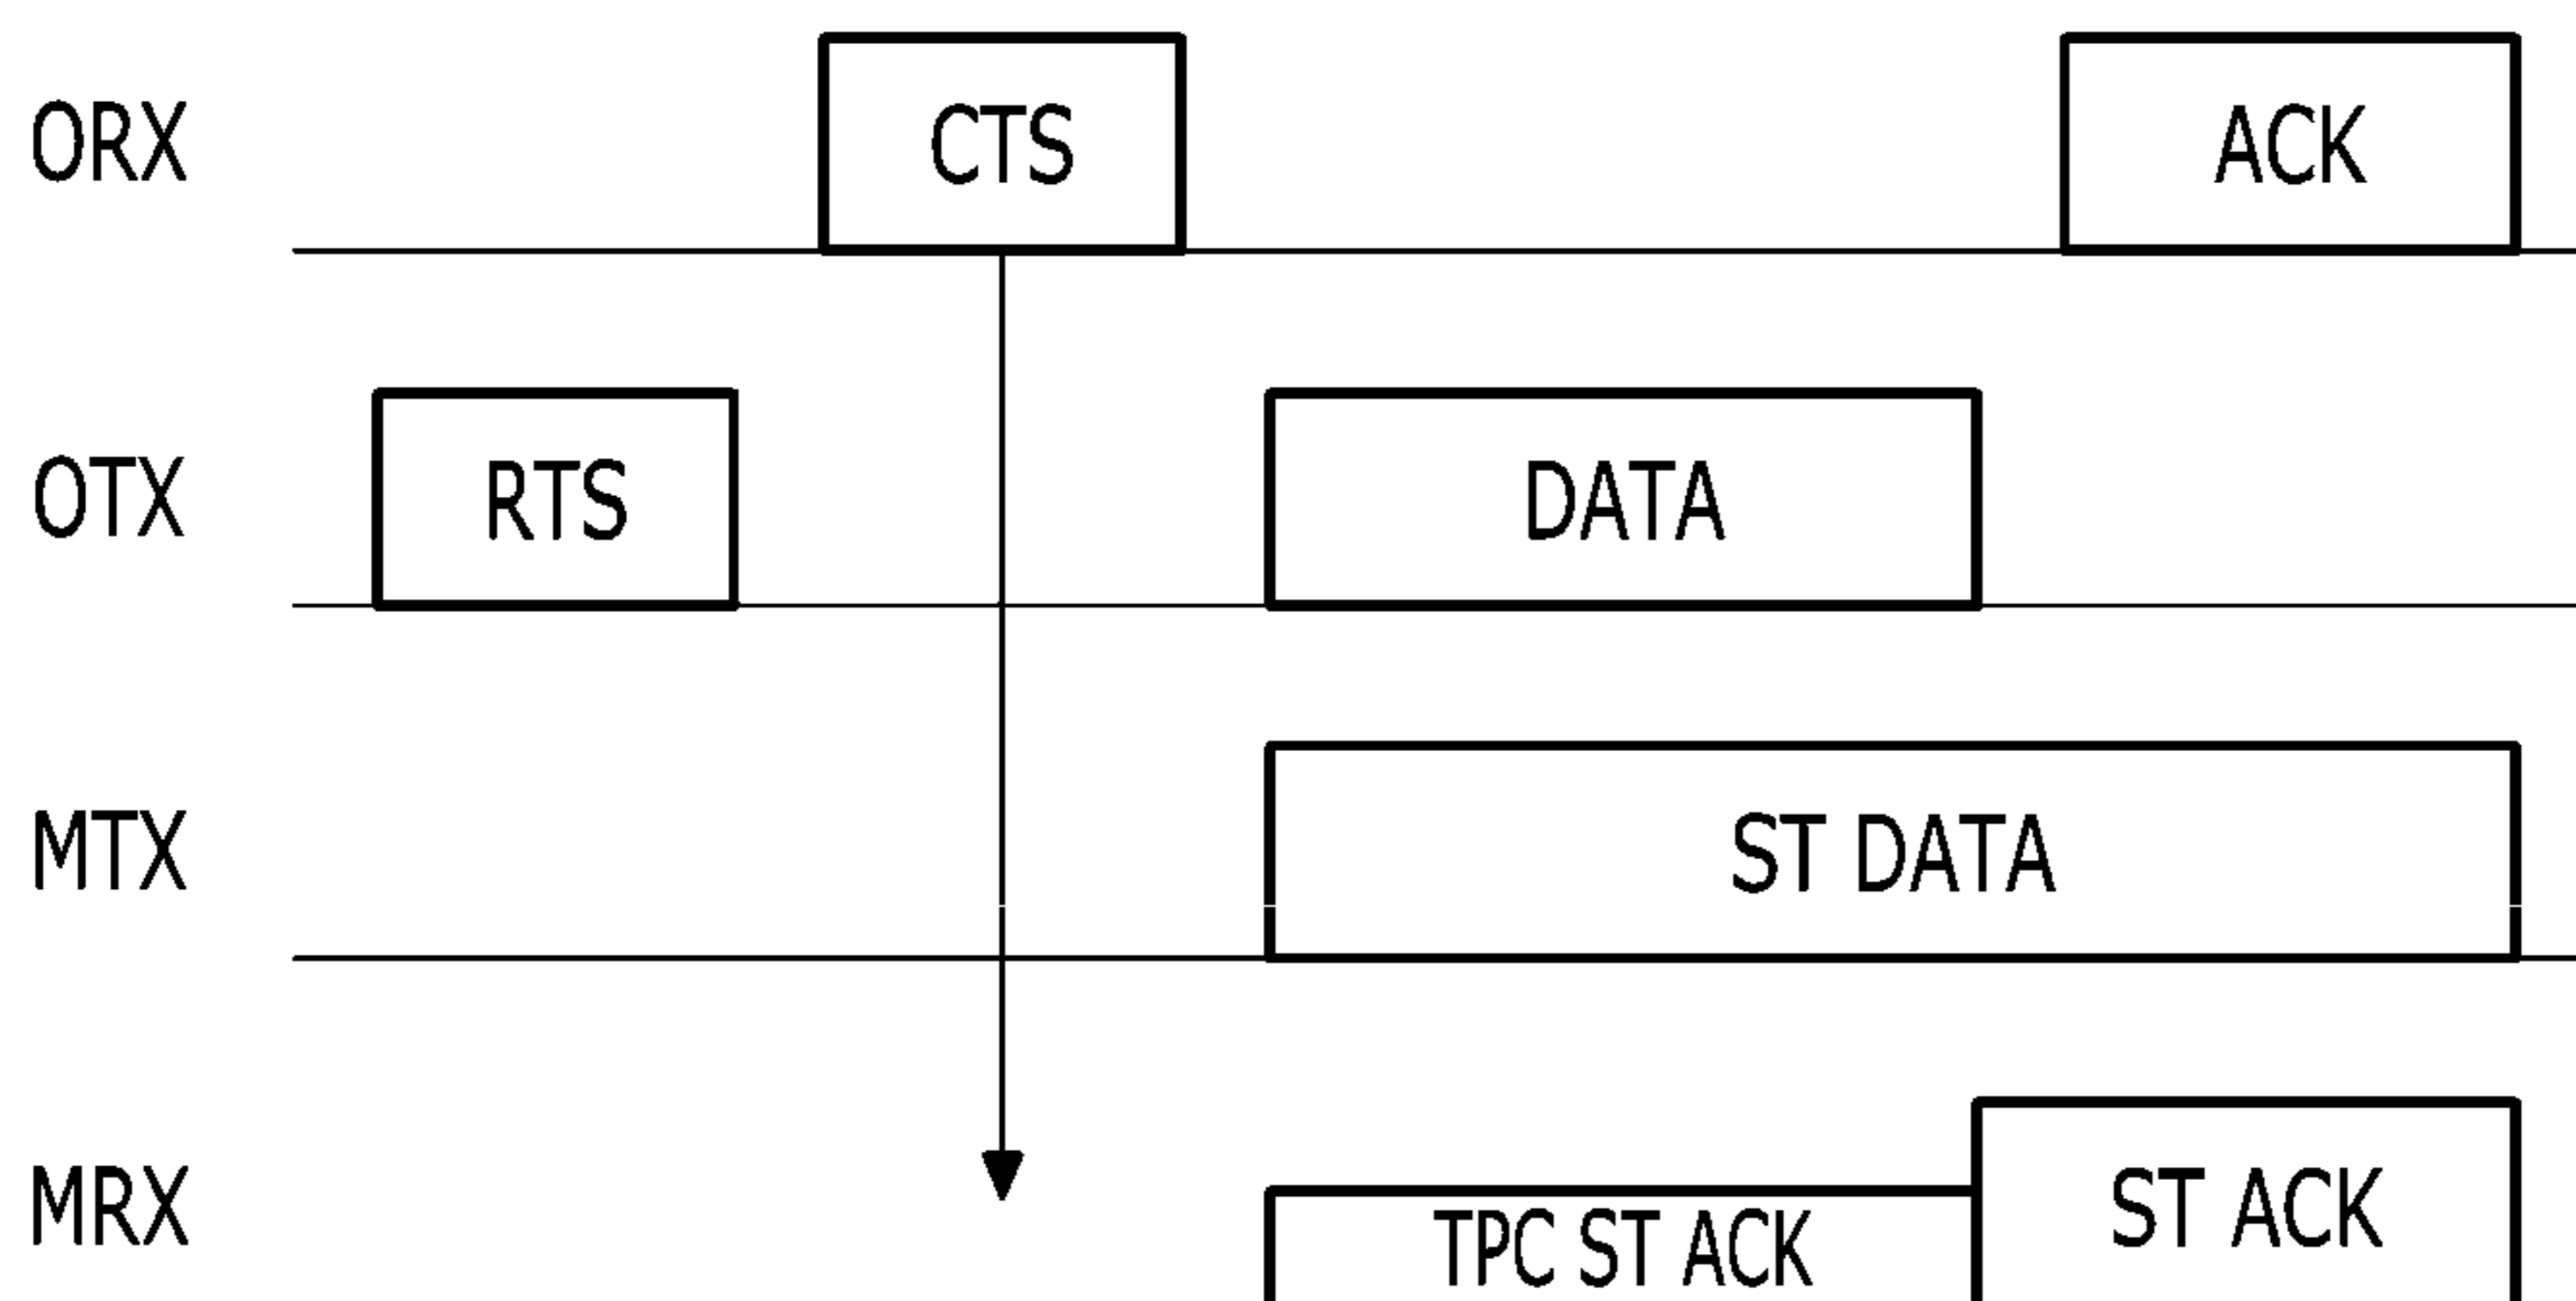 ORX CTS ACK
OTX RTS DATA
MTX ST DATA
MRX TPC ST ACK ST ACK